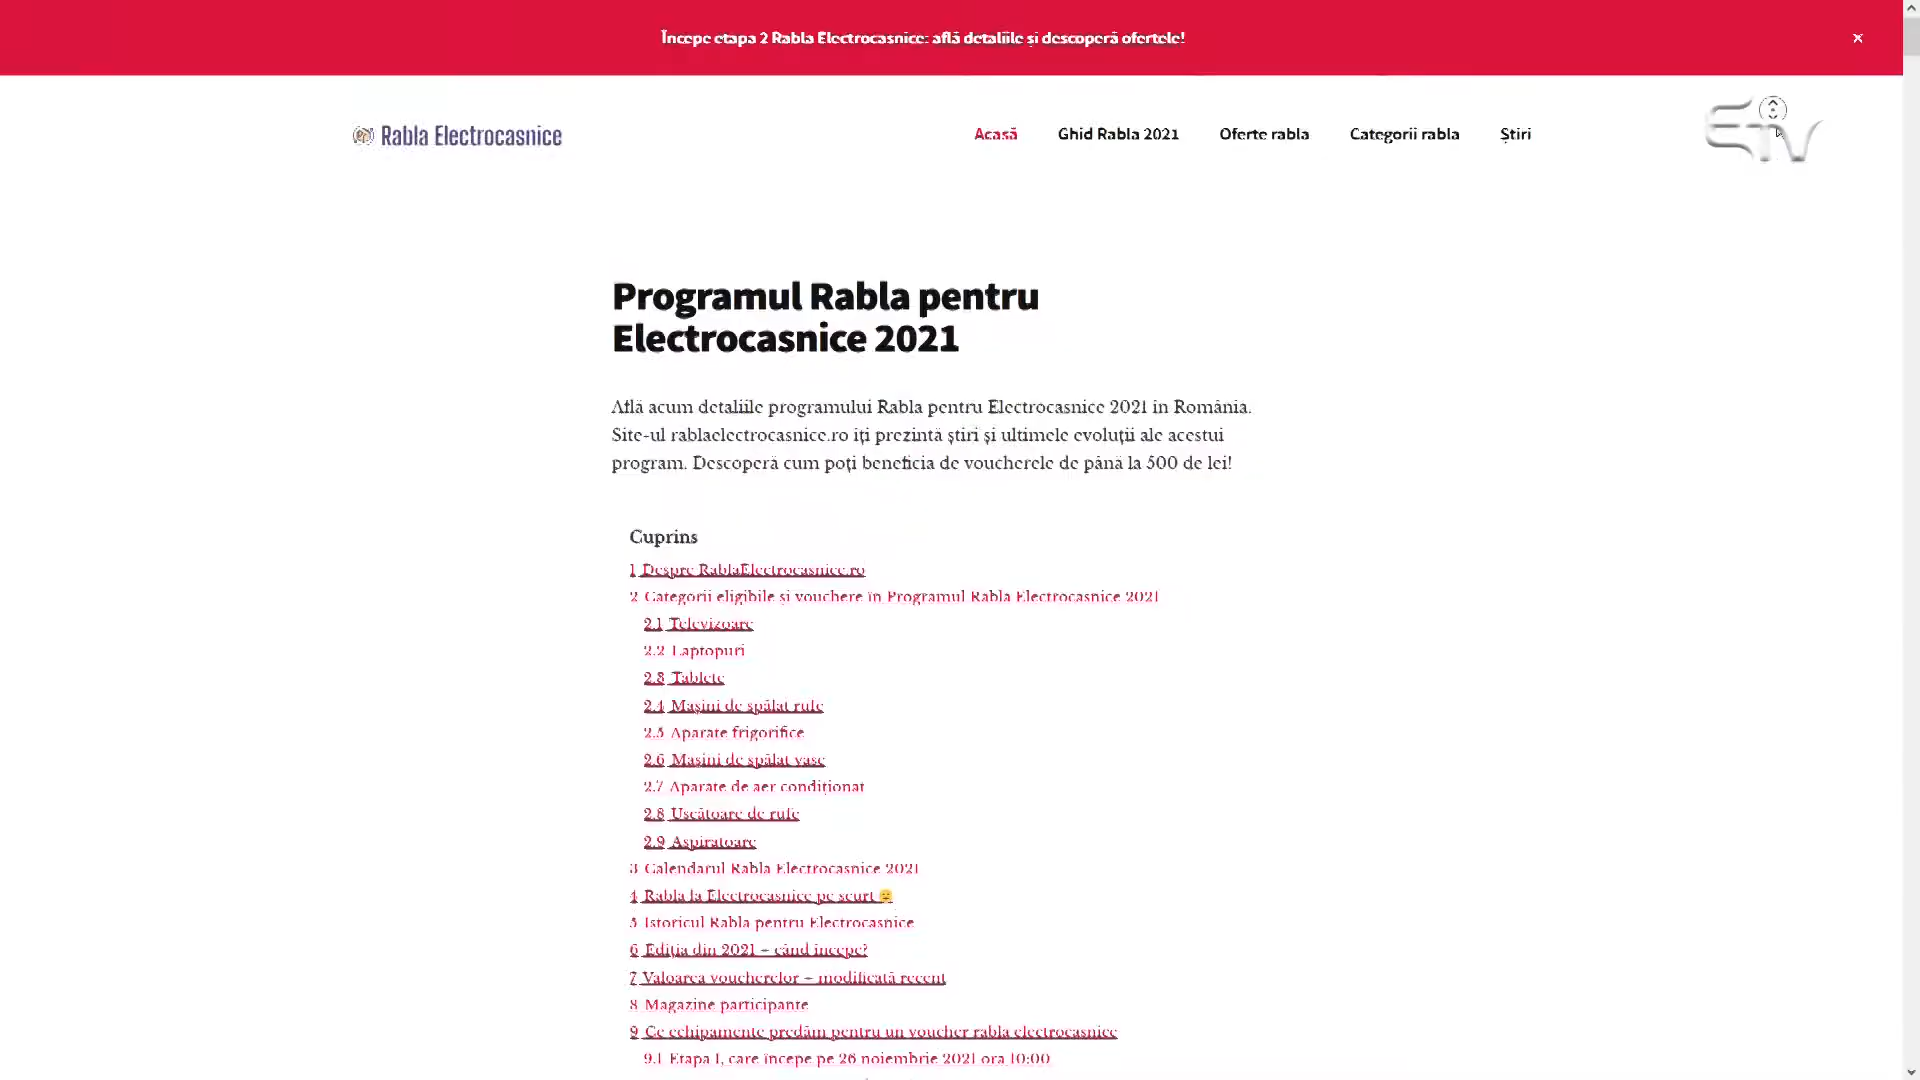 Începe etapa 2 Rabla Electrocasnice: află detaliile și descoperă ofertele!
×
Rabla Electrocasnice
Acasă
Ghid Rabla 2021
Oferte rabla
Categorii rabla
Știri
ETV
Programul Rabla pentru
Electrocasnice 2021
Află acum detaliile programului Rabla pentru Electrocasnice 2021 în România.
Site-ul rablaelectrocasnice.ro iți prezintă știri și ultimele evoluții ale acestui
program. Descoperă cum poți beneficia de voucherele de până la 500 de lei!
Cuprins
1 Despre RablaElectrocasnice.ro
2 Categorii eligibile și vouchere în Programul Rabla Electrocasnice 2021
2.1 Televizoare
2.2 Laptopuri
2.3 Tablete
2.4 Mașini de spălat rufe
2.5 Aparate frigorifice
2.6 Mașini de spălat vase
2.7 Aparate de aer condiționat
2.8 Uscătoare de rufe
2.9 Aspiratoare
3 Calendarul Rabla Electrocasnice 2021
4 Rabla la Electrocasnice pe scurt
5 Istoricul Rabla pentru Electrocasnice
6 Ediția din 2021 – când începe?
7 Valoarea voucherelor – modificată recent
8 Magazine participante
9 Ce echipamente predăm pentru un voucher rabla electrocasnice
9.1 Etapa 1, care începe pe 26 noiembrie 2021 ora 10:00